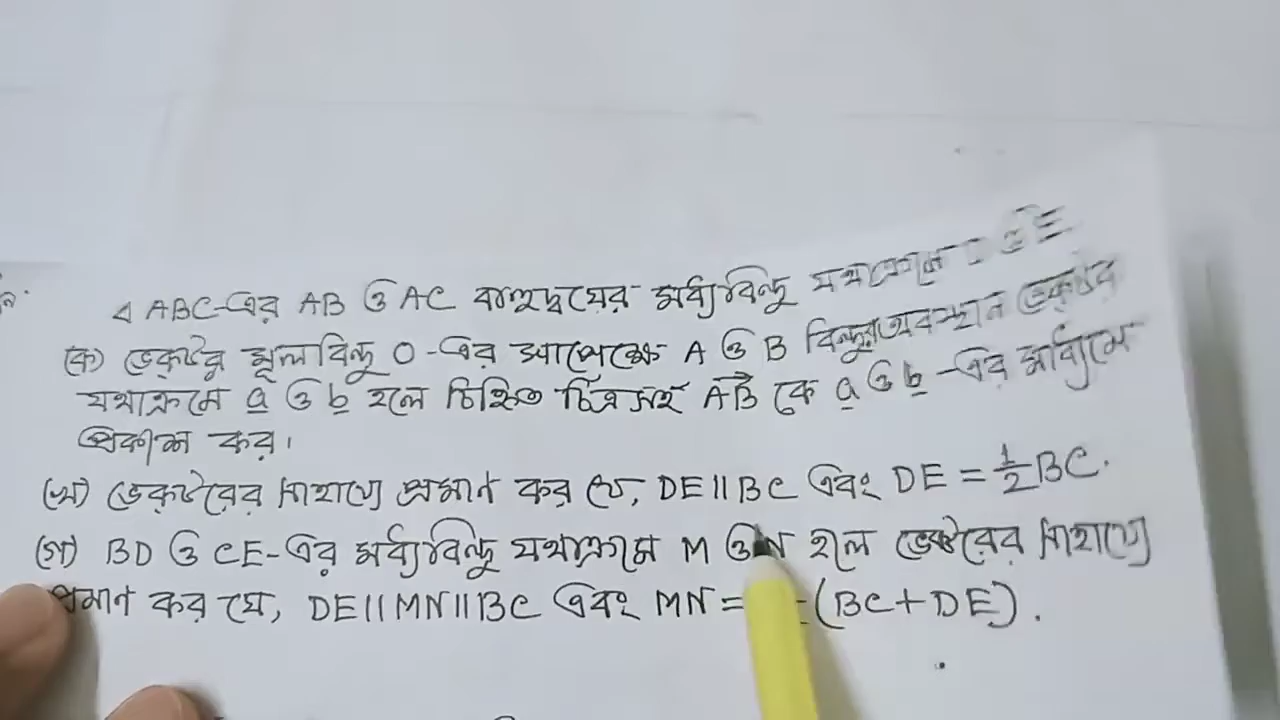 ABC-এর AB ও AC বাহুদ্বয়ের মধ্যবিন্দু যথাক্রমে D ও E
(ক) ভেক্টর মূলবিন্দু O-এর সাপেক্ষে A ও B বিন্দুর অবস্থান ভেক্টর
যথাক্রমে a ও b হলে চিহ্নিত চিত্রসহ AB কে a ও b -এর মাধ্যমে
প্রকাশ কর।
(খ) ভেক্টরের সাহায্যে প্রমাণ কর যে, DE || BC এবং DE = 1/2 BC.
(গ) BD ও CE-এর মধ্যবিন্দু যথাক্রমে M ও N হলে ভেক্টরের সাহায্যে
প্রমাণ কর যে, DE || MN || BC এবং MN = (BC + DE).